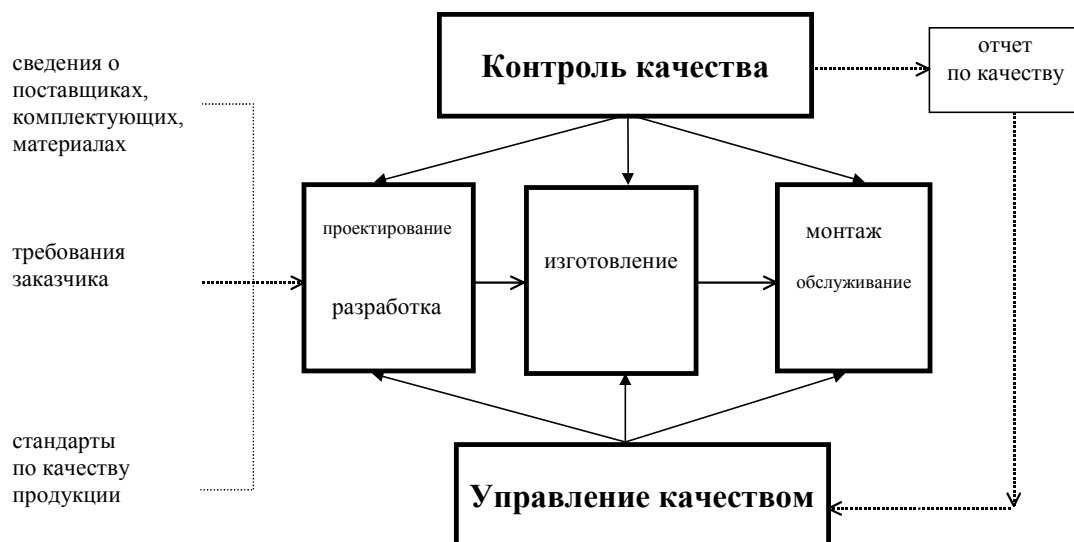 сведения о
поставщиках,
комплектующих,
материалах
требования
заказчика
стандарты
по качеству
продукции
Контроль качества
отчет
по качеству
проектирование
разработка
изготовление
монтаж
обслуживание
Управление качеством